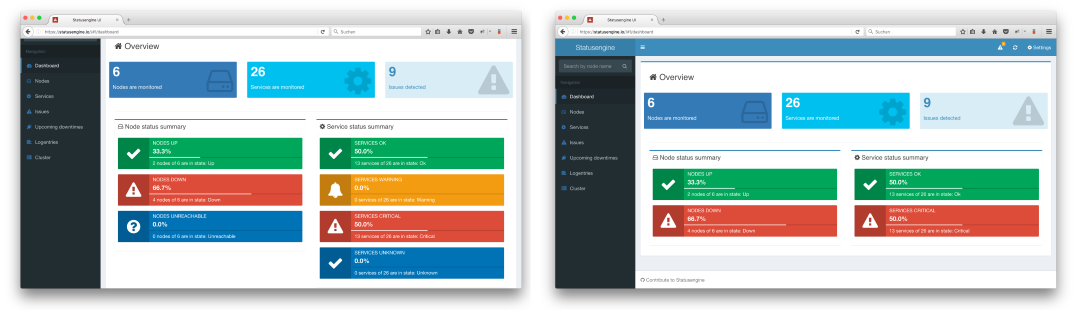 Statusengine UI
https://statusengine.io/#!/dashboard
Suchen
Navigation
Dashboard
Nodes
Services
Issues
Upcoming downtimes
Logentries
Cluster
Overview
6
Nodes are monitored
26
Services are monitored
9
Issues detected
Node status summary
NODES UP
33.3%
2 nodes of 6 are in state: Up
NODES DOWN
66.7%
4 nodes of 6 are in state: Down
NODES UNREACHABLE
0.0%
0 nodes of 6 are in state: Unreachable
Service status summary
SERVICES OK
50.0%
13 services of 26 are in state: Ok
SERVICES WARNING
0.0%
0 services of 26 are in state: Warning
SERVICES CRITICAL
50.0%
13 services of 26 are in state: Critical
SERVICES UNKNOWN
0.0%
0 services of 26 are in state: Unknown
Statusengine UI
https://statusengine.io/#!/dashboard
Suchen
Statusengine
Settings
Search by node name
Navigation
Dashboard
Nodes
Services
Issues
Upcoming downtimes
Logentries
Cluster
Overview
6
Nodes are monitored
26
Services are monitored
9
Issues detected
Node status summary
NODES UP
33.3%
2 nodes of 6 are in state: Up
NODES DOWN
66.7%
4 nodes of 6 are in state: Down
Service status summary
SERVICES OK
50.0%
13 services of 26 are in state: Ok
SERVICES CRITICAL
50.0%
13 services of 26 are in state: Critical
Contribute to Statusengine